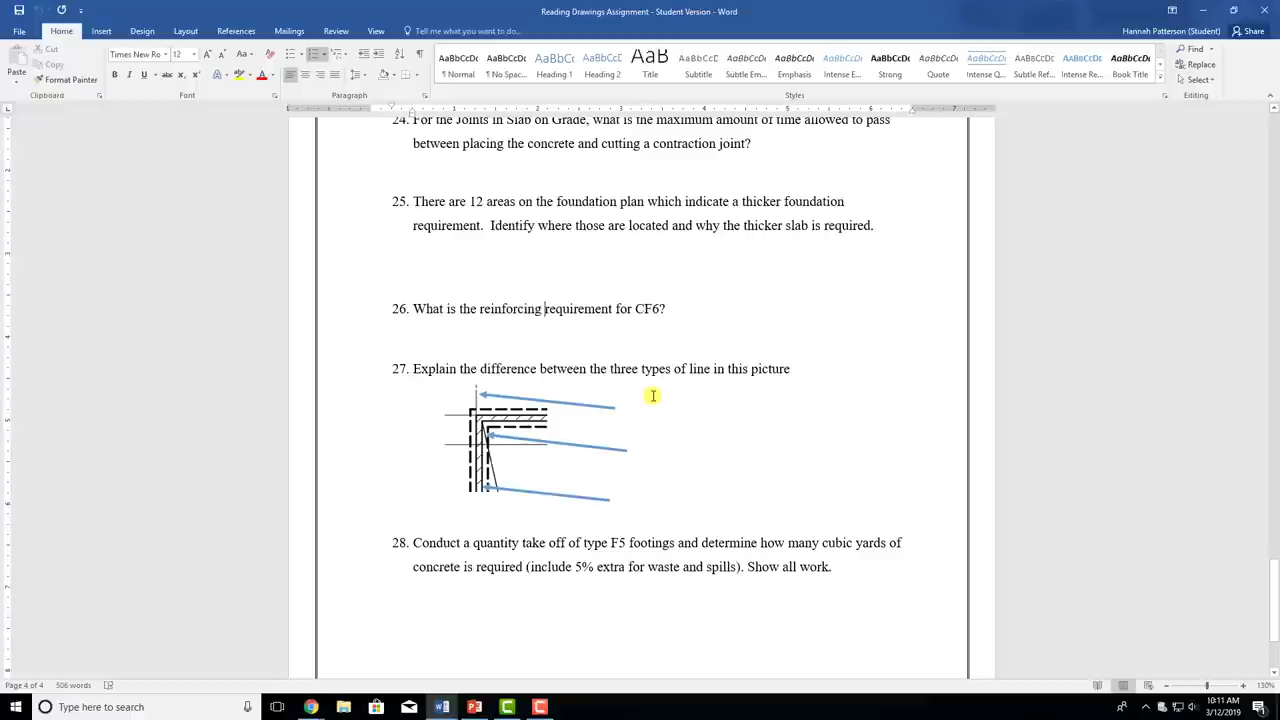 Reading Drawings Assignment - Student Version - Word
Hannah Patterson (Student)
File Home Insert Design Layout References Mailings Review View Tell me what you want to do... Share
Cut
Copy
Format Painter
Paste
Clipboard
Times New Ro 12
Font
Paragraph
AaBbCcDc AaBbCcDc AaBbC AaBbCcC AaB AaBbCcD AaBbCcDc AaBbCcDc AaBbCcDc AaBbCcDc AaBbCcDc AaBbCcDc AaBbCcDc AaBbCcDc AaBbCcDc
¶ Normal ¶ No Spac... Heading 1 Heading 2 Title Subtitle Subtle Em... Emphasis Intense E... Strong Quote Intense Q... Subtle Ref... Intense Re... Book Title
Styles
Find
Replace
Select
Editing
24. For the Joints in Slab on Grade, what is the maximum amount of time allowed to pass
between placing the concrete and cutting a contraction joint?
25. There are 12 areas on the foundation plan which indicate a thicker foundation
requirement. Identify where those are located and why the thicker slab is required.
26. What is the reinforcing requirement for CF6?
27. Explain the difference between the three types of line in this picture
28. Conduct a quantity take off of type F5 footings and determine how many cubic yards of
concrete is required (include 5% extra for waste and spills). Show all work.
Page 4 of 4 506 words
130%
Type here to search
10:11 AM
3/12/2019